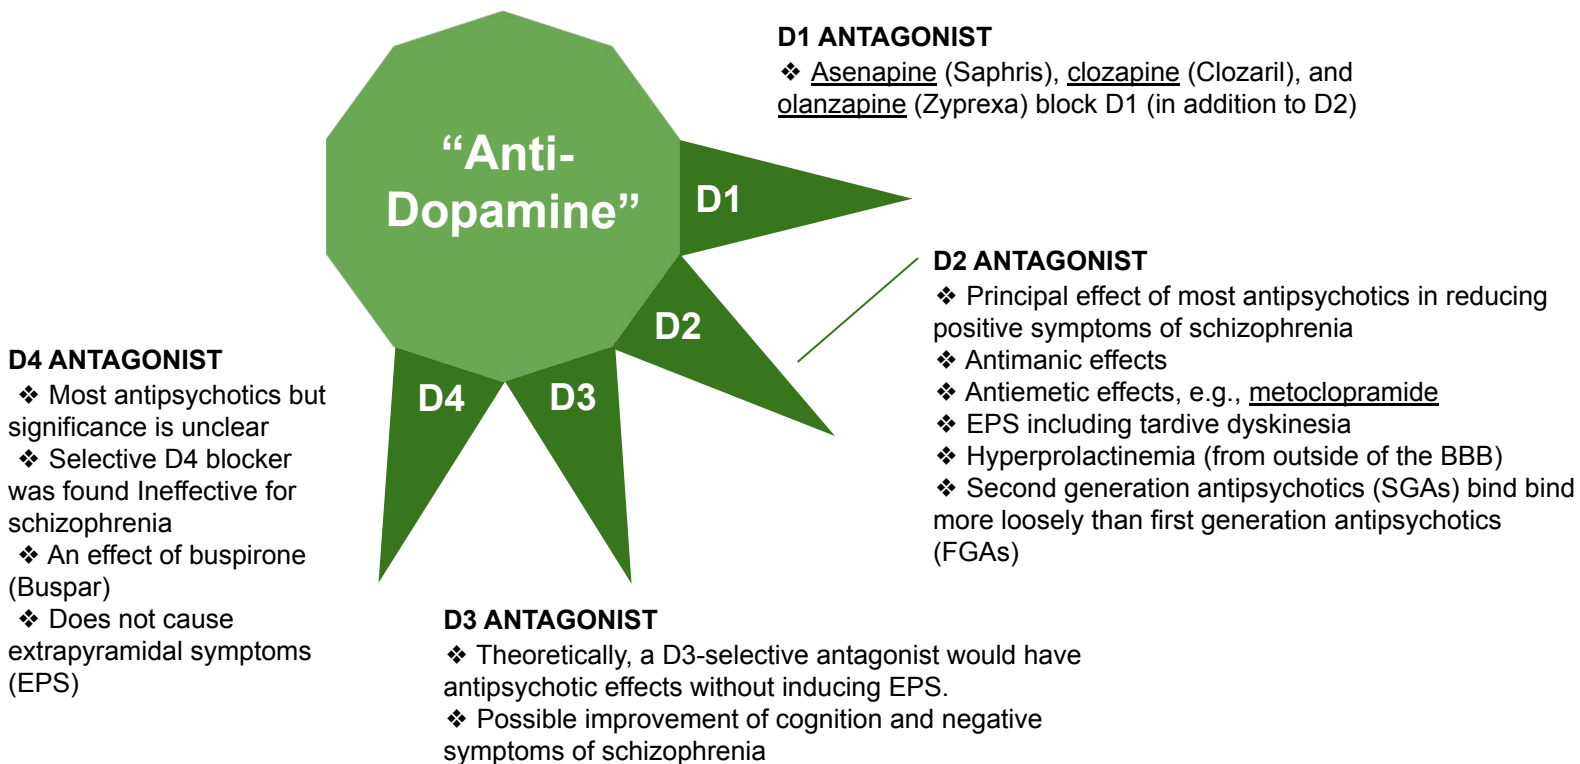 “Anti-
Dopamine”
D1
D2
D3
D4
D1 ANTAGONIST
❖ Asenapine (Saphris), clozapine (Clozaril), and
olanzapine (Zyprexa) block D1 (in addition to D2)
D2 ANTAGONIST
❖ Principal effect of most antipsychotics in reducing
positive symptoms of schizophrenia
❖ Antimanic effects
❖ Antiemetic effects, e.g., metoclopramide
❖ EPS including tardive dyskinesia
❖ Hyperprolactinemia (from outside of the BBB)
❖ Second generation antipsychotics (SGAs) bind bind
more loosely than first generation antipsychotics
(FGAs)
D3 ANTAGONIST
❖ Theoretically, a D3-selective antagonist would have
antipsychotic effects without inducing EPS.
❖ Possible improvement of cognition and negative
symptoms of schizophrenia
D4 ANTAGONIST
❖ Most antipsychotics but
significance is unclear
❖ Selective D4 blocker
was found Ineffective for
schizophrenia
❖ An effect of buspirone
(Buspar)
❖ Does not cause
extrapyramidal symptoms
(EPS)